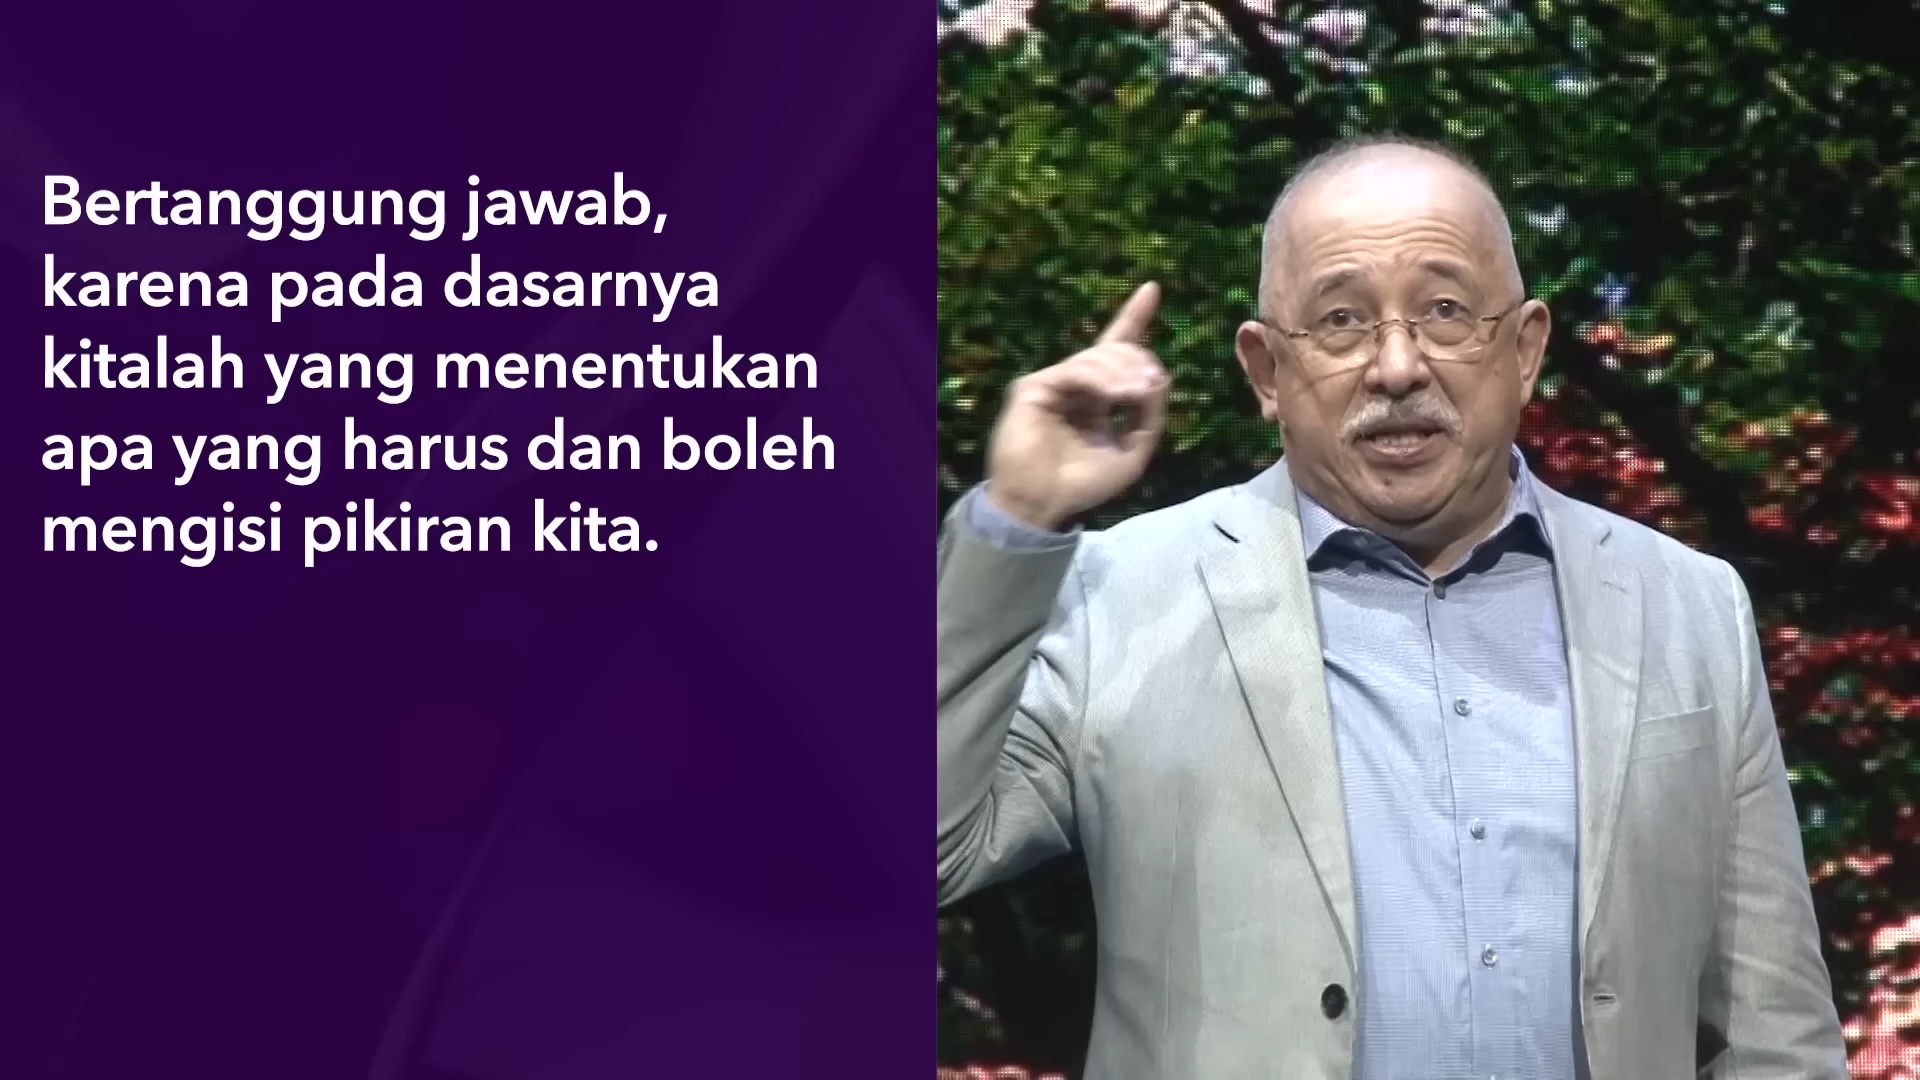 Bertanggung jawab,
karena pada dasarnya
kitalah yang menentukan
apa yang harus dan boleh
mengisi pikiran kita.